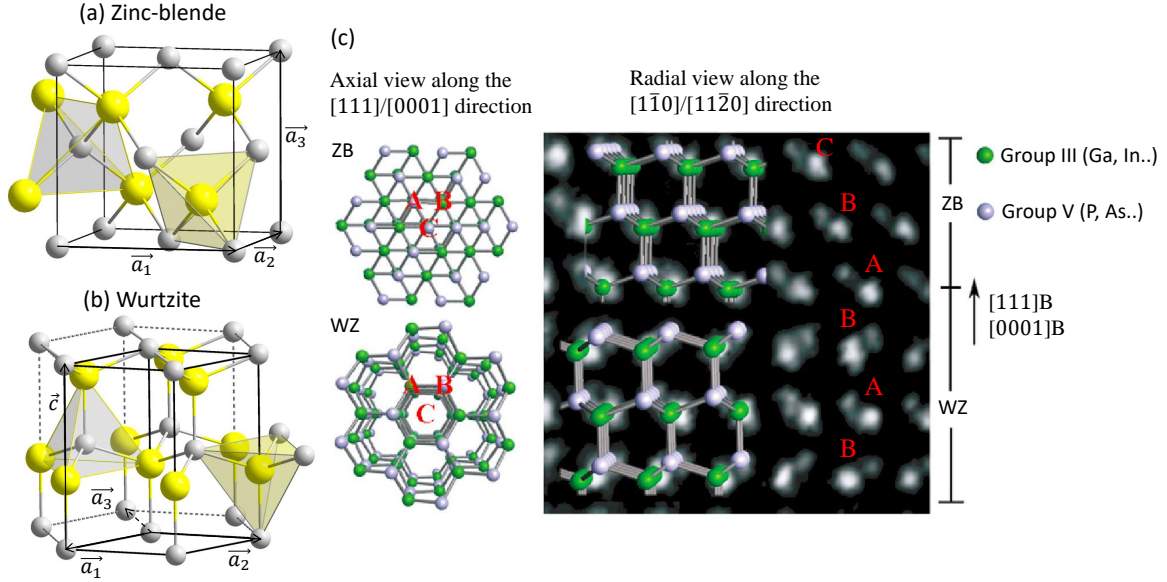 (a) Zinc-blende
(c)
Axial view along the
[111]/[0001] direction
Radial view along the
[11̄0]/[112̄0] direction
a₃
a₁
a₂
ZB
A B
C
C
B
A
B
A
B
ZB
WZ
Group III (Ga, In..)
Group V (P, As..)
[111]B
[0001]B
(b) Wurtzite
c
a₃
a₁
a₂
WZ
A B
C